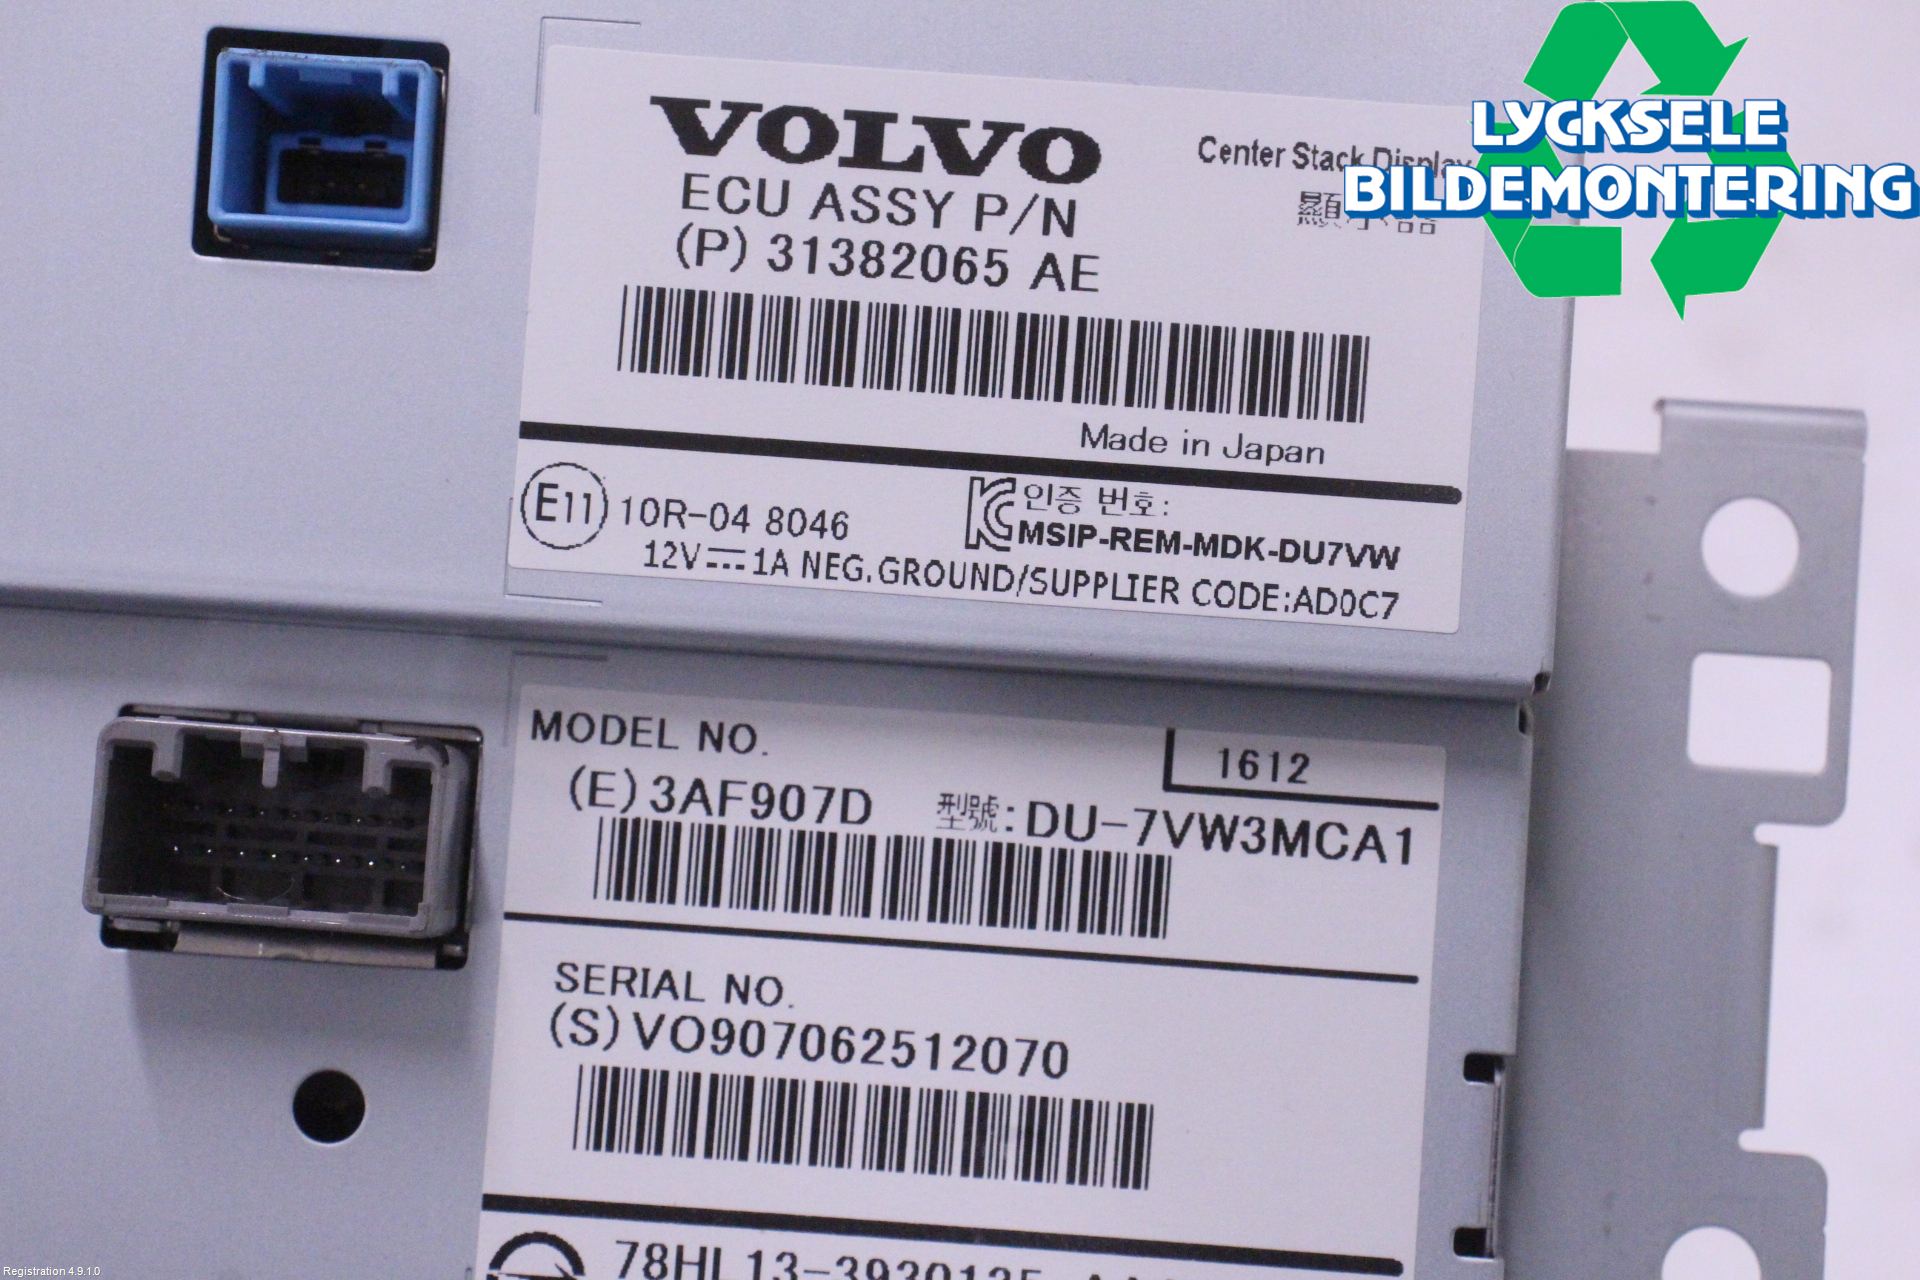 LYCKSELE
BILDEMONTERING
VOLVO
Center Stack Display
ECU ASSY P/N
(P) 31382065 AE
Made in Japan
E11 10R-04 8046
인증 번호:
MSIP-REM-MDK-DU7VW
12V 1A NEG.GROUND/SUPPLIER CODE:AD0C7
MODEL NO.
1612
(E) 3AF907D 型號: DU-7VW3MCA1
SERIAL NO.
(S) VO907062512070
Registration 4.9.1.0